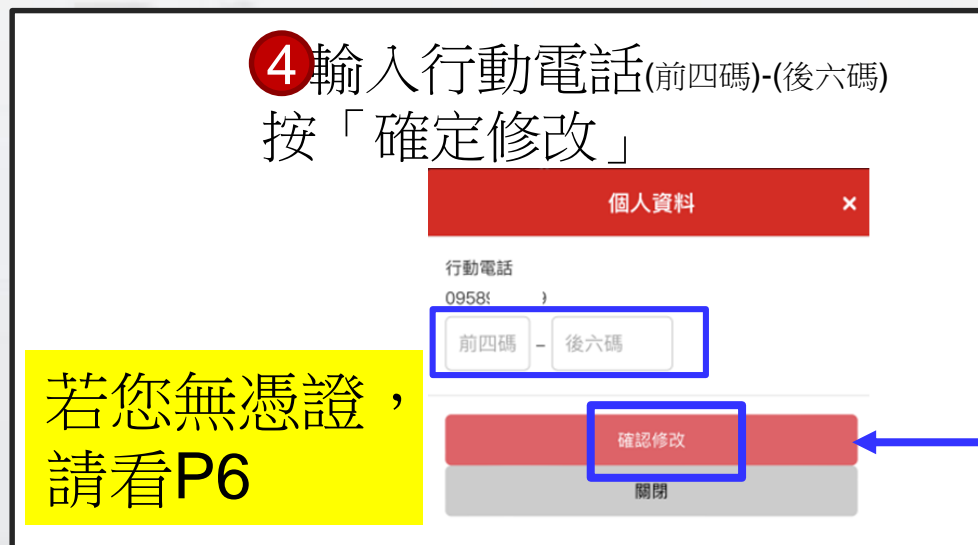 4輸入行動電話(前四碼)-(後六碼)
按「確定修改」
個人資料 ×
行動電話
0958
前四碼 – 後六碼
若您無憑證，
請看P6
確認修改
關閉